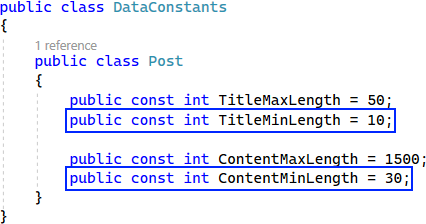 public class DataConstants
{
1 reference
public class Post
{
public const int TitleMaxLength = 50;
public const int TitleMinLength = 10;
public const int ContentMaxLength = 1500;
public const int ContentMinLength = 30;
}
}